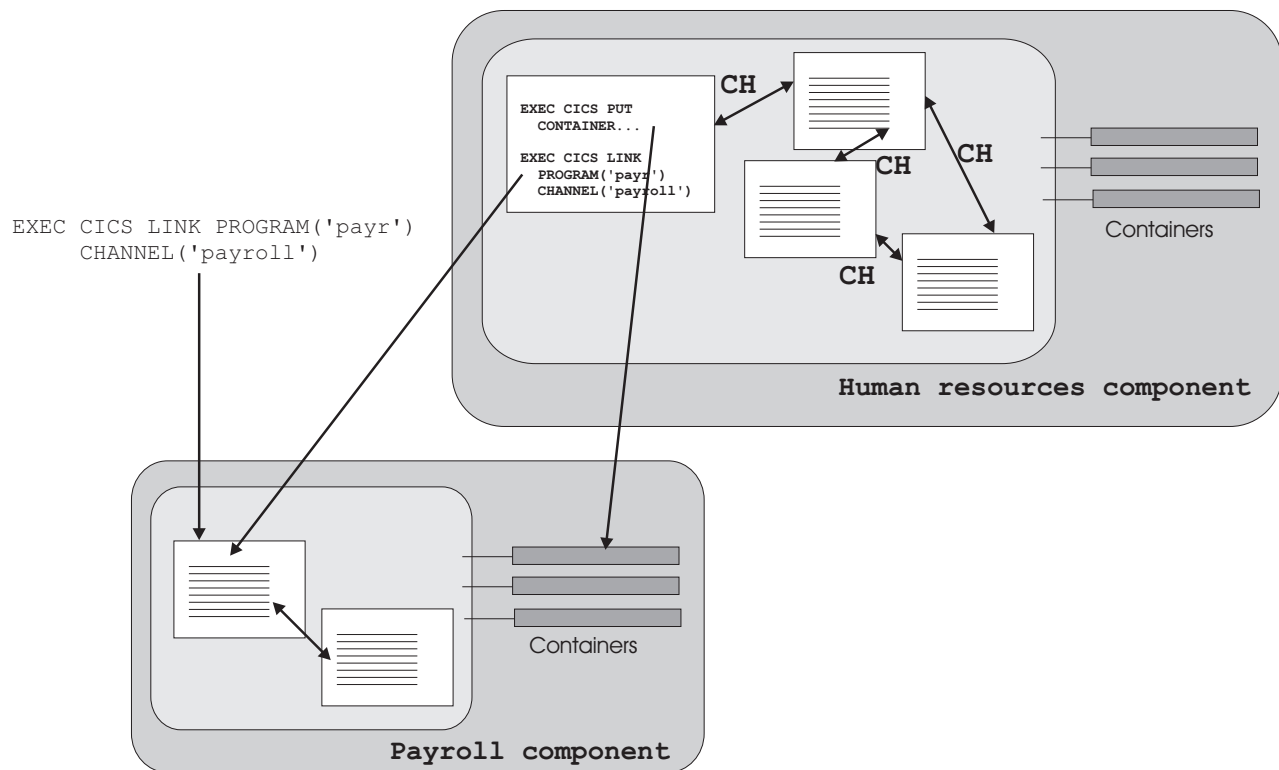 CH
EXEC CICS PUT
CONTAINER...
CH
CH
EXEC CICS LINK
PROGRAM('payr')
CHANNEL('payroll')
EXEC CICS LINK PROGRAM('payr')
CHANNEL('payroll')
Containers
CH
Human resources component
Containers
Payroll component